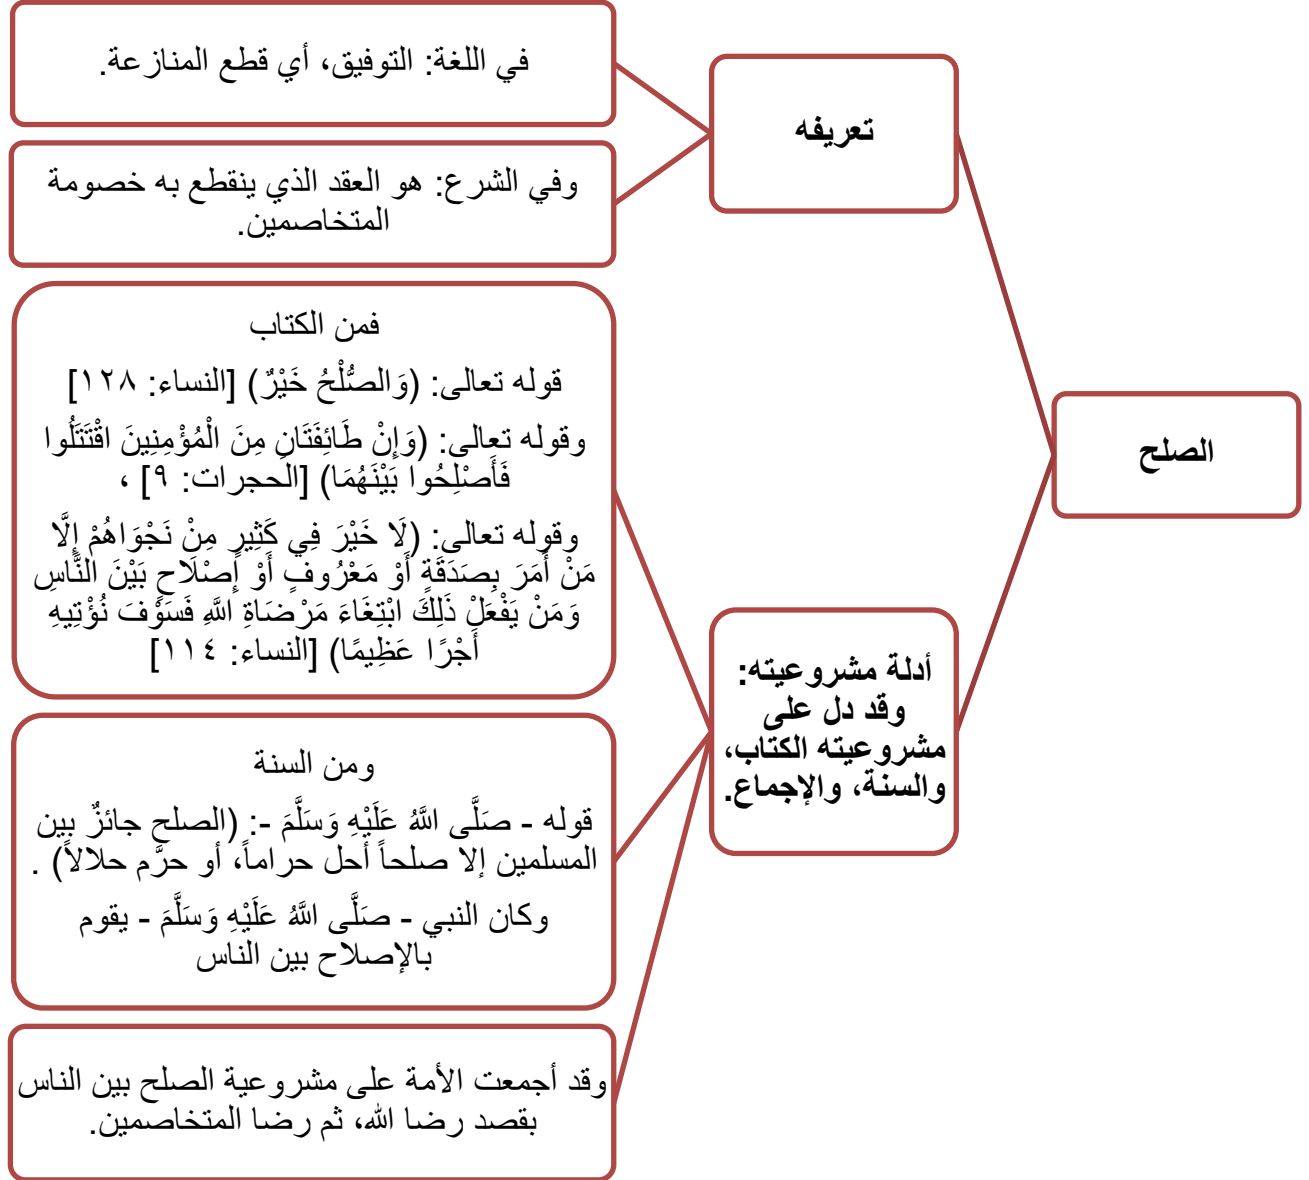 الصلح
تعريفه
في اللغة: التوفيق، أي قطع المنازعة.
وفي الشرع: هو العقد الذي ينقطع به خصومة
المتخاصمين.
أدلة مشروعيته:
وقد دل على
مشروعيته الكتاب،
والسنة، والإجماع.
فمن الكتاب
قوله تعالى: (وَالصُّلْحُ خَيْرٌ) [النساء: ١٢٨]
وقوله تعالى: (وَإِنْ طَائِفَتَانِ مِنَ الْمُؤْمِنِينَ اقْتَتَلُوا
فَأَصْلِحُوا بَيْنَهُمَا) [الحجرات: ٩] ،
وقوله تعالى: (لَا خَيْرَ فِي كَثِيرٍ مِنْ نَجْوَاهُمْ إِلَّا
مَنْ أَمَرَ بِصَدَقَةٍ أَوْ مَعْرُوفٍ أَوْ إِصْلَاحٍ بَيْنَ النَّاسِ
وَمَنْ يَفْعَلْ ذَلِكَ ابْتِغَاءَ مَرْضَاةِ اللَّهِ فَسَوْفَ نُؤْتِيهِ
أَجْرًا عَظِيمًا) [النساء: ١١٤]
ومن السنة
قوله - صَلَّى اللَّهُ عَلَيْهِ وَسَلَّمَ -: (الصلح جائزٌ بين
المسلمين إلا صلحاً أحل حراماً، أو حرَّم حلالاً) .
وكان النبي - صَلَّى اللَّهُ عَلَيْهِ وَسَلَّمَ - يقوم
بالإصلاح بين الناس
وقد أجمعت الأمة على مشروعية الصلح بين الناس
بقصد رضا الله، ثم رضا المتخاصمين.